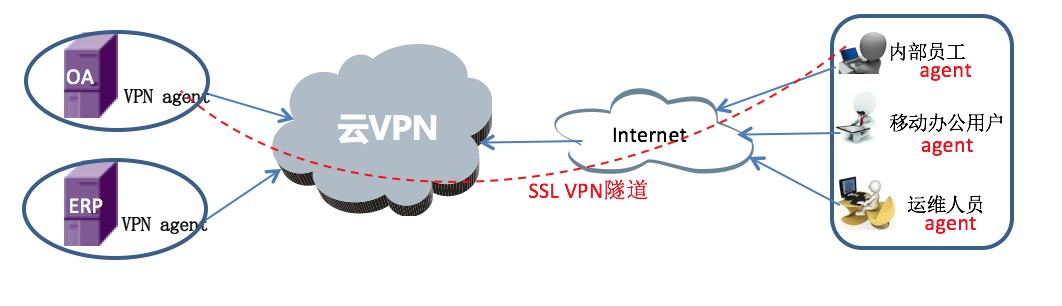 OA
VPN agent
ERP
VPN agent
云VPN
Internet
SSL VPN隧道
内部员工
agent
移动办公用户
agent
运维人员
agent